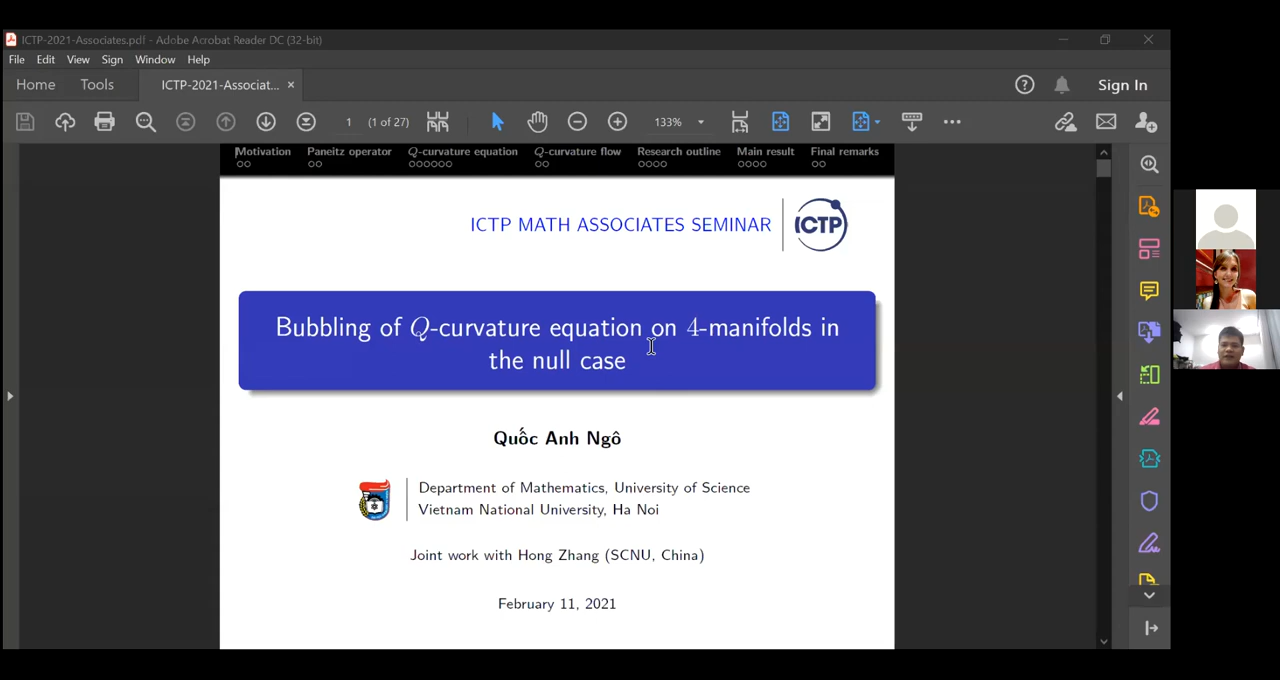 ICTP-2021-Associates.pdf - Adobe Acrobat Reader DC (32-bit)
File Edit View Sign Window Help
Home Tools ICTP-2021-Associat... × Sign In
1 (1 of 27) 133%
Motivation Paneitz operator Q-curvature equation Q-curvature flow Research outline Main result Final remarks
ICTP MATH ASSOCIATES SEMINAR
ICTP
Bubbling of Q-curvature equation on 4-manifolds in
the null case
Quốc Anh Ngô
Department of Mathematics, University of Science
Vietnam National University, Ha Noi
Joint work with Hong Zhang (SCNU, China)
February 11, 2021